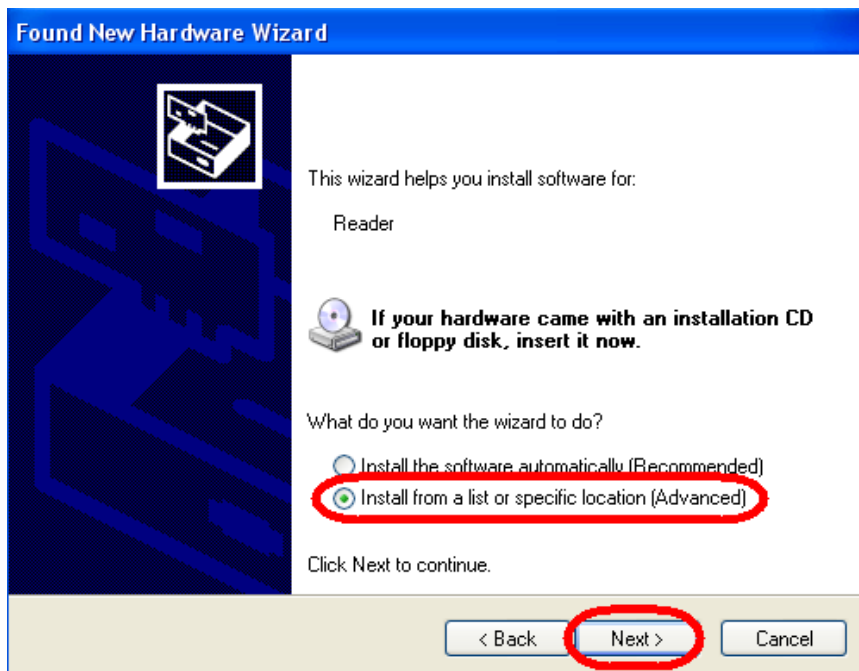 Found New Hardware Wizard
This wizard helps you install software for:
Reader
If your hardware came with an installation CD
or floppy disk, insert it now.
What do you want the wizard to do?
Install the software automatically (Recommended)
Install from a list or specific location (Advanced)
Click Next to continue.
< Back Next > Cancel